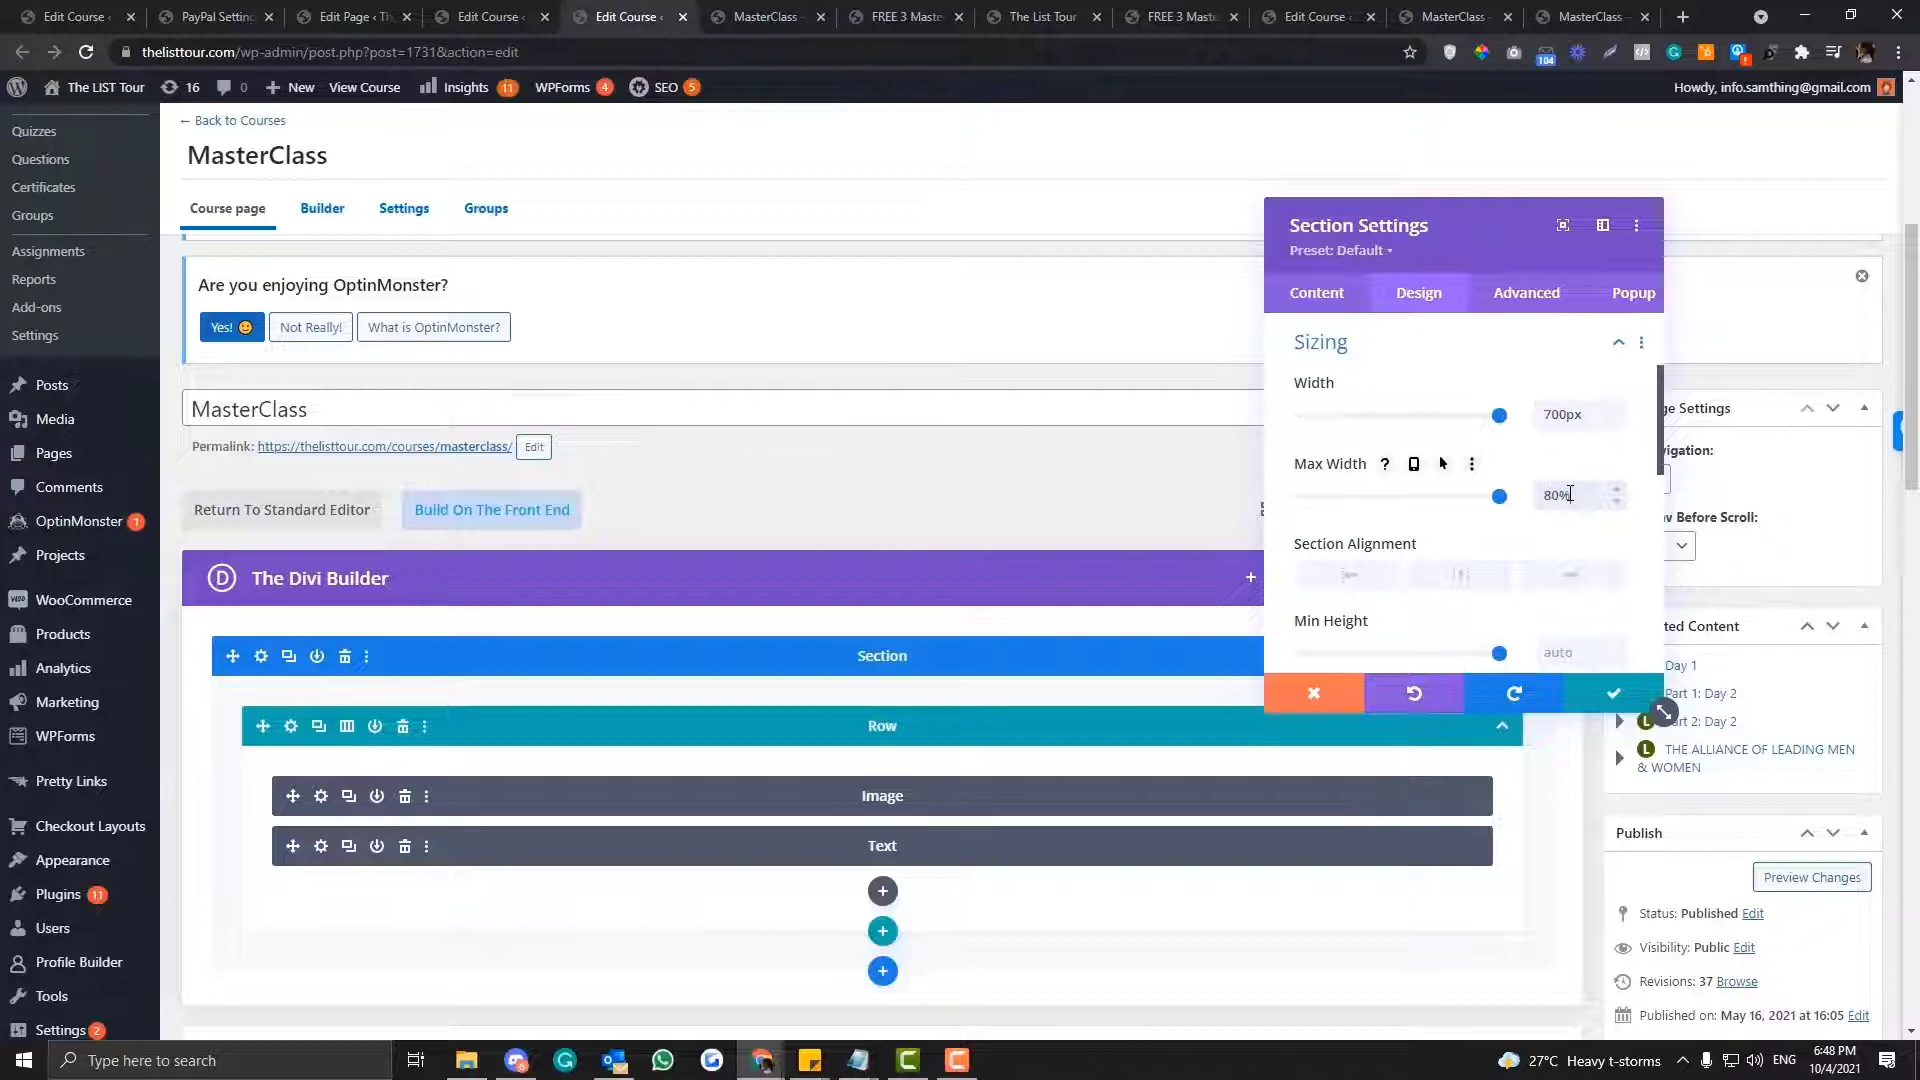 Edit Course ‹
PayPal Settin
Edit Page ‹ Th
Edit Course ‹
Edit Course ‹
MasterClass
FREE 3 Maste
The List Tour
FREE 3 Maste
Edit Course ‹
MasterClass
MasterClass
thelisttour.com/wp-admin/post.php?post=1731&action=edit
104
The LIST Tour
16
0
New
View Course
Insights 11
WPForms 4
SEO 5
Howdy, info.samthing@gmail.com
Quizzes
Questions
Certificates
Groups
Assignments
Reports
Add-ons
Settings
Posts
Media
Pages
Comments
OptinMonster 1
Projects
WooCommerce
Products
Analytics
Marketing
WPForms
Pretty Links
Checkout Layouts
Appearance
Plugins 11
Users
Profile Builder
Tools
Settings 2
← Back to Courses
MasterClass
Course page
Builder
Settings
Groups
Are you enjoying OptinMonster?
Yes! 🙂
Not Really!
What is OptinMonster?
MasterClass
Permalink: https://thelisttour.com/courses/masterclass/ Edit
Return To Standard Editor
Build On The Front End
D The Divi Builder
Section
Row
Image
Text
Section Settings
Preset: Default
Content
Design
Advanced
Popup
Sizing
Width
700px
Max Width ?
80%
Section Alignment
Min Height
auto
ge Settings
vigation:
v Before Scroll:
ted Content
Day 1
Part 1: Day 2
L art 2: Day 2
L THE ALLIANCE OF LEADING MEN
& WOMEN
Publish
Preview Changes
Status: Published Edit
Visibility: Public Edit
Revisions: 37 Browse
Published on: May 16, 2021 at 16:05 Edit
Type here to search
27°C Heavy t-storms
ENG
6:48 PM
10/4/2021